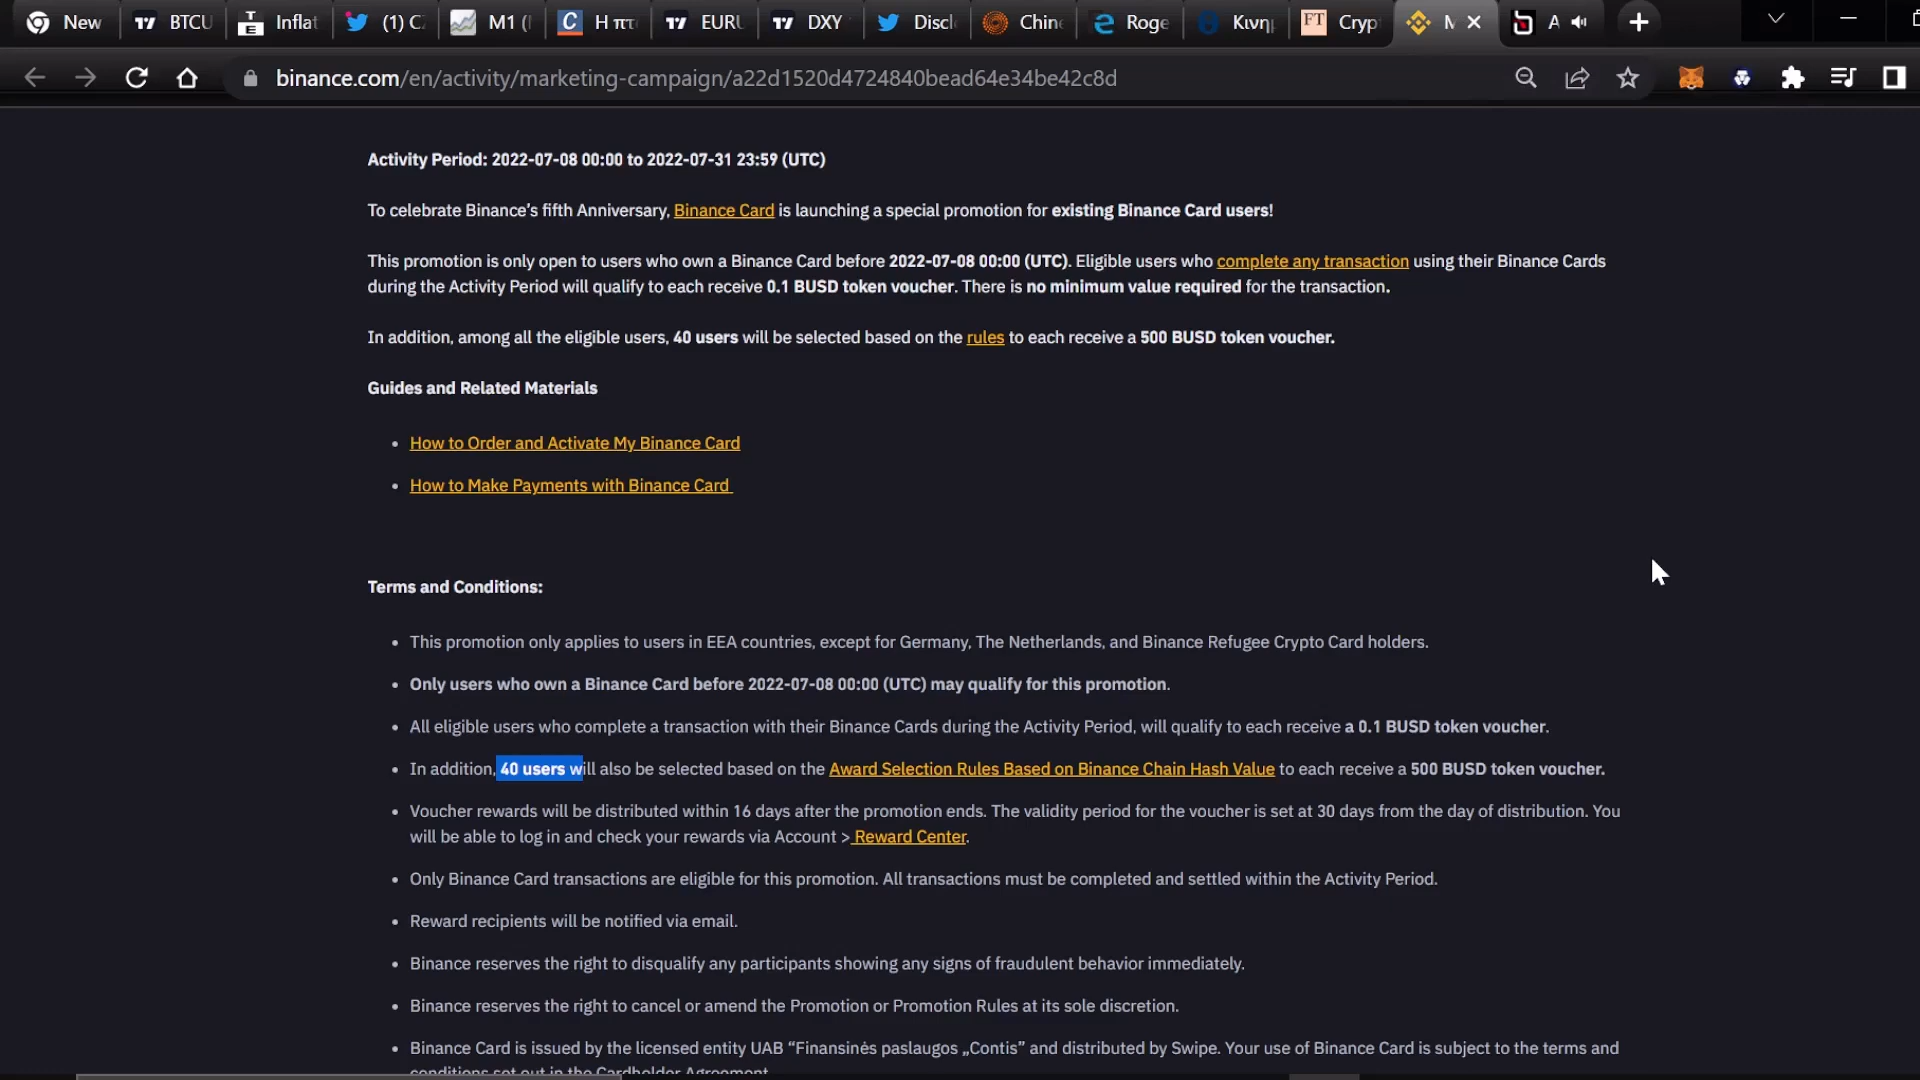 New BTCU Inflat (1) C M1 ( H πτ EUR DXY Discl Chin Roge Κινη FT Cryp M A
binance.com/en/activity/marketing-campaign/a22d1520d4724840bead64e34be42c8d
Activity Period: 2022-07-08 00:00 to 2022-07-31 23:59 (UTC)
To celebrate Binance’s fifth Anniversary, Binance Card is launching a special promotion for existing Binance Card users!
This promotion is only open to users who own a Binance Card before 2022-07-08 00:00 (UTC). Eligible users who complete any transaction using their Binance Cards
during the Activity Period will qualify to each receive 0.1 BUSD token voucher. There is no minimum value required for the transaction.
In addition, among all the eligible users, 40 users will be selected based on the rules to each receive a 500 BUSD token voucher.
Guides and Related Materials
• How to Order and Activate My Binance Card
• How to Make Payments with Binance Card
Terms and Conditions:
• This promotion only applies to users in EEA countries, except for Germany, The Netherlands, and Binance Refugee Crypto Card holders.
• Only users who own a Binance Card before 2022-07-08 00:00 (UTC) may qualify for this promotion.
• All eligible users who complete a transaction with their Binance Cards during the Activity Period, will qualify to each receive a 0.1 BUSD token voucher.
• In addition, 40 users will also be selected based on the Award Selection Rules Based on Binance Chain Hash Value to each receive a 500 BUSD token voucher.
• Voucher rewards will be distributed within 16 days after the promotion ends. The validity period for the voucher is set at 30 days from the day of distribution. You
will be able to log in and check your rewards via Account > Reward Center.
• Only Binance Card transactions are eligible for this promotion. All transactions must be completed and settled within the Activity Period.
• Reward recipients will be notified via email.
• Binance reserves the right to disqualify any participants showing any signs of fraudulent behavior immediately.
• Binance reserves the right to cancel or amend the Promotion or Promotion Rules at its sole discretion.
• Binance Card is issued by the licensed entity UAB “Finansinės paslaugos „Contis” and distributed by Swipe. Your use of Binance Card is subject to the terms and
conditions set out in the Cardholder Agreement.